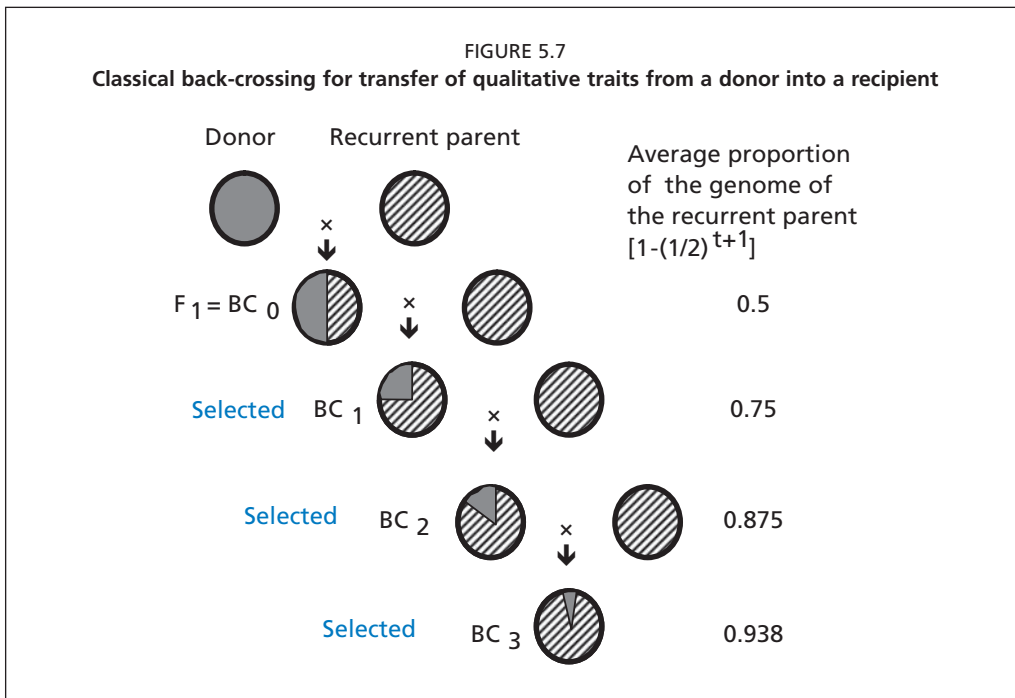 FIGURE 5.7
Classical back-crossing for transfer of qualitative traits from a donor into a recipient
Donor Recurrent parent
Average proportion
of the genome of
the recurrent parent
[1-(1/2) t+1]
×
F 1 = BC 0 × 0.5
Selected BC 1 × 0.75
Selected BC 2 × 0.875
Selected BC 3 0.938